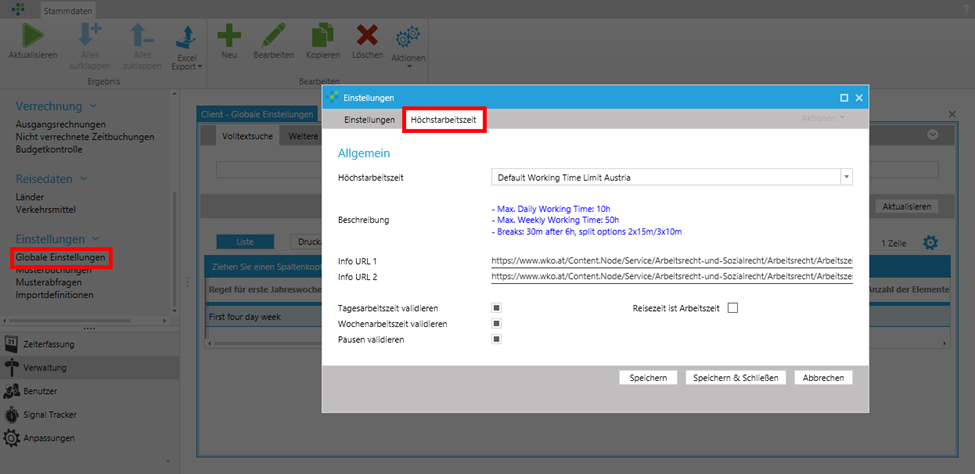 Stammdaten
?
Aktualisieren
Alles
aufklappen
Alles
zuklappen
Excel
Export
Neu
Bearbeiten
Kopieren
Löschen
Aktionen
Ergebnis
Bearbeiten
Verrechnung
Ausgangsrechnungen
Nicht verrechnete Zeitbuchungen
Budgetkontrolle
Reisedaten
Länder
Verkehrsmittel
Einstellungen
Globale Einstellungen
Musterbuchungen
Musterabfragen
Importdefinitionen
31
Zeiterfassung
Verwaltung
Benutzer
Signal Tracker
Anpassungen
Client - Globale Einstellungen
Volltextsuche
Weitere
Aktualisieren
Liste
Drucka
1 Zeile
Ziehen Sie einen Spaltenkopf
Regel für erste Jahreswoche
Anzahl der Elemente
First four day week
Einstellungen
Einstellungen
Höchstarbeitszeit
Aktionen
Allgemein
Höchstarbeitszeit
Default Working Time Limit Austria
Beschreibung
- Max. Daily Working Time: 10h
- Max. Weekly Working Time: 50h
- Breaks: 30m after 6h, split options 2x15m/3x10m
Info URL 1
https://www.wko.at/Content.Node/Service/Arbeitsrecht-und-Sozialrecht/Arbeitsrecht/Arbeitszei
Info URL 2
https://www.wko.at/Content.Node/Service/Arbeitsrecht-und-Sozialrecht/Arbeitsrecht/Arbeitszei
Tagesarbeitszeit validieren
Reisezeit ist Arbeitszeit
Wochenarbeitszeit validieren
Pausen validieren
Speichern
Speichern & Schließen
Abbrechen